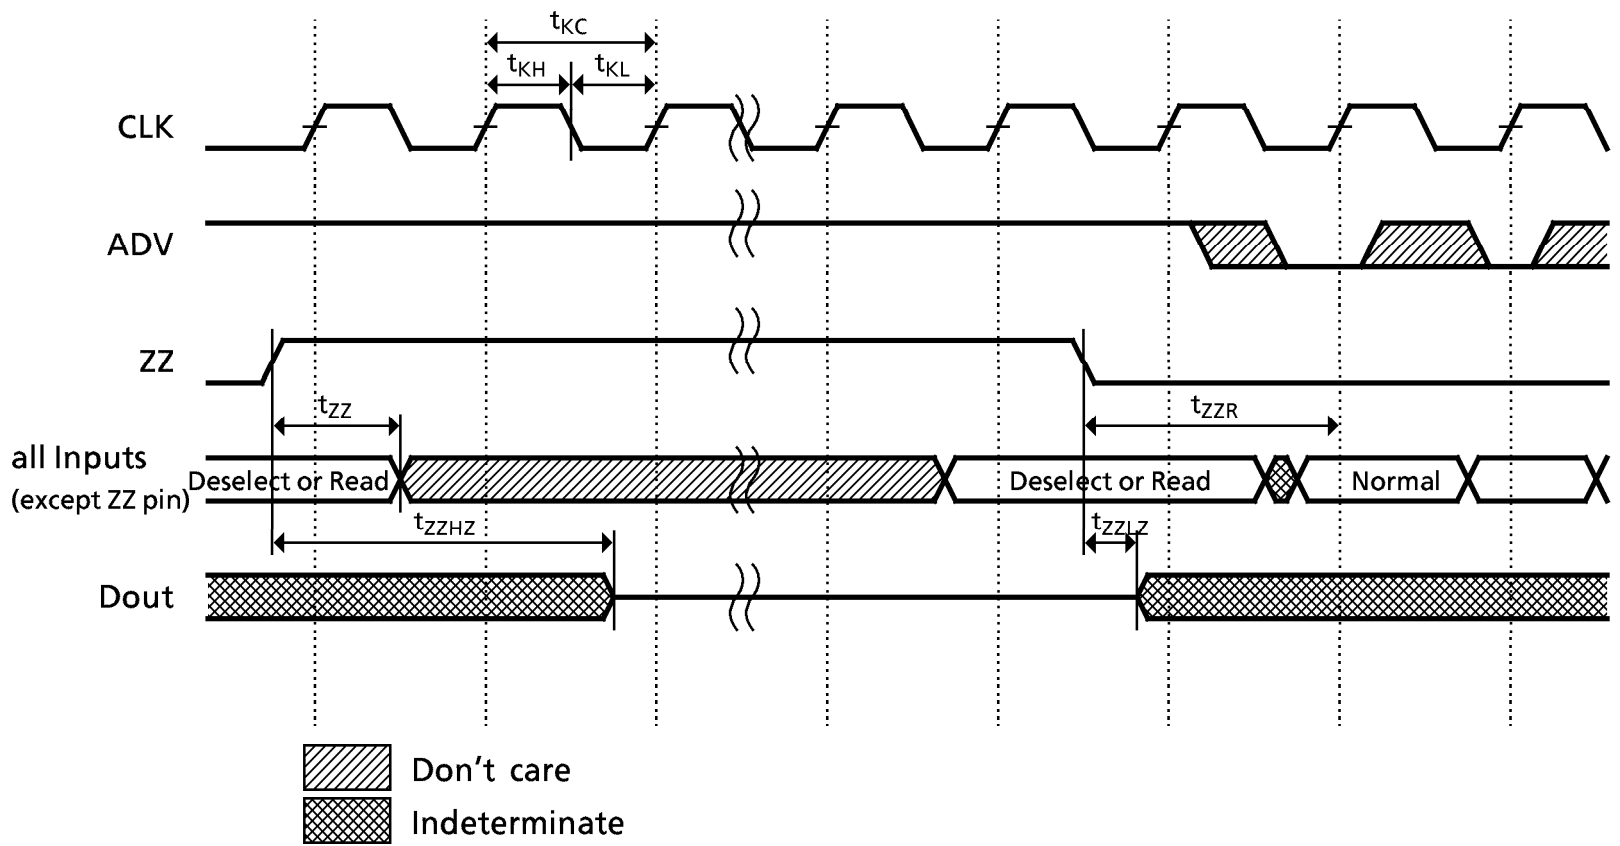 tKC
tKH tKL
CLK
ADV
ZZ
tZZ tZZR
all Inputs
(except ZZ pin)
Deselect or Read Deselect or Read Normal
tZZHZ tZZLZ
Dout
Don't care
Indeterminate